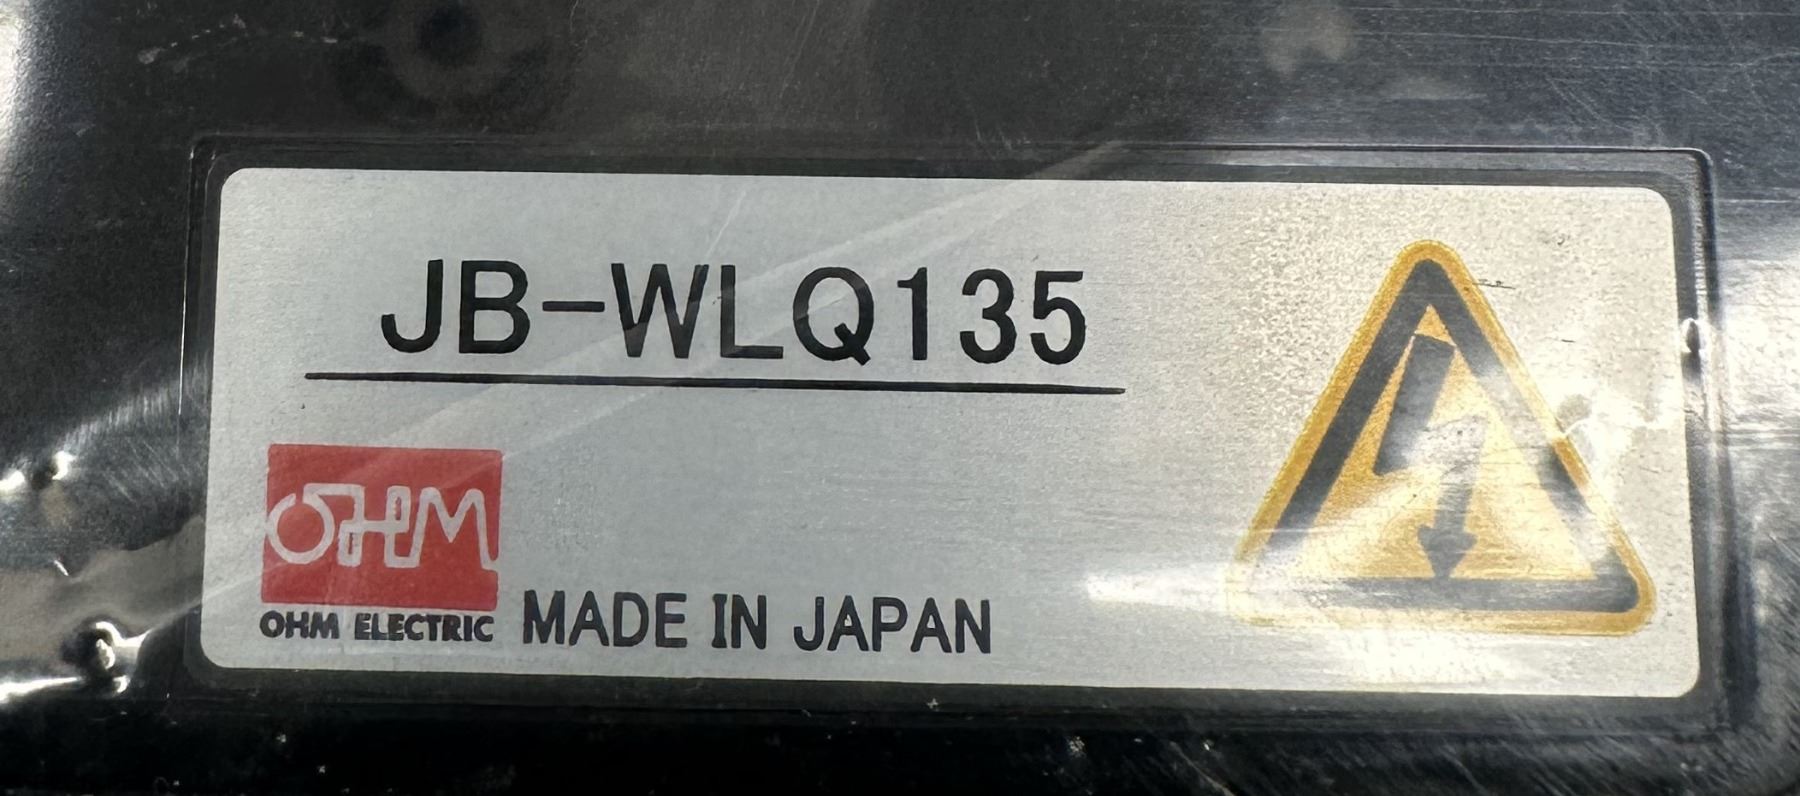 JB-WLQ135
OHM
OHM ELECTRIC
MADE IN JAPAN